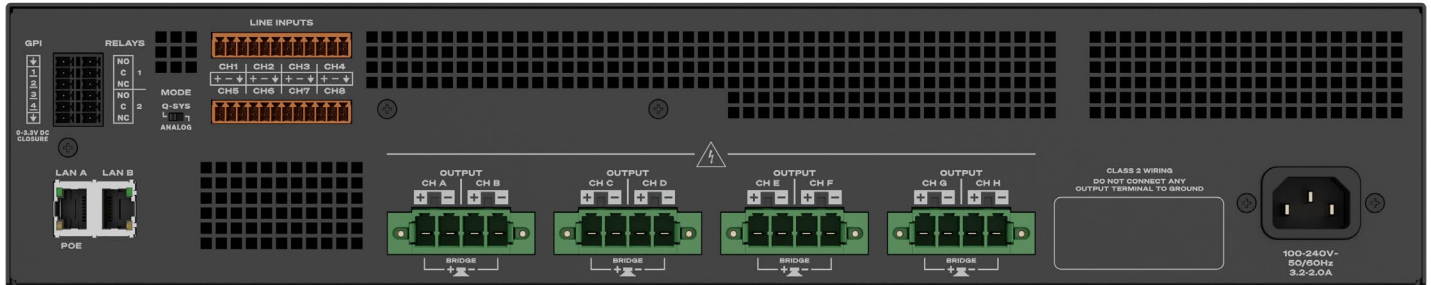 LINE INPUTS
GPI
RELAYS
1
2
3
4
0-3.3V DC
CLOSURE
NO
C 1
NC
NO
C 2
NC
MODE
Q-SYS
ANALOG
CH1 CH2 CH3 CH4
+ - + - + - + -
CH5 CH6 CH7 CH8
LAN A LAN B
POE
OUTPUT
CH A CH B
+ - + -
BRIDGE
+ -
OUTPUT
CH C CH D
+ - + -
BRIDGE
+ -
OUTPUT
CH E CH F
+ - + -
BRIDGE
+ -
OUTPUT
CH G CH H
+ - + -
BRIDGE
+ -
CLASS 2 WIRING
DO NOT CONNECT ANY
OUTPUT TERMINAL TO GROUND
100-240V~
50/60Hz
3.2-2.0A